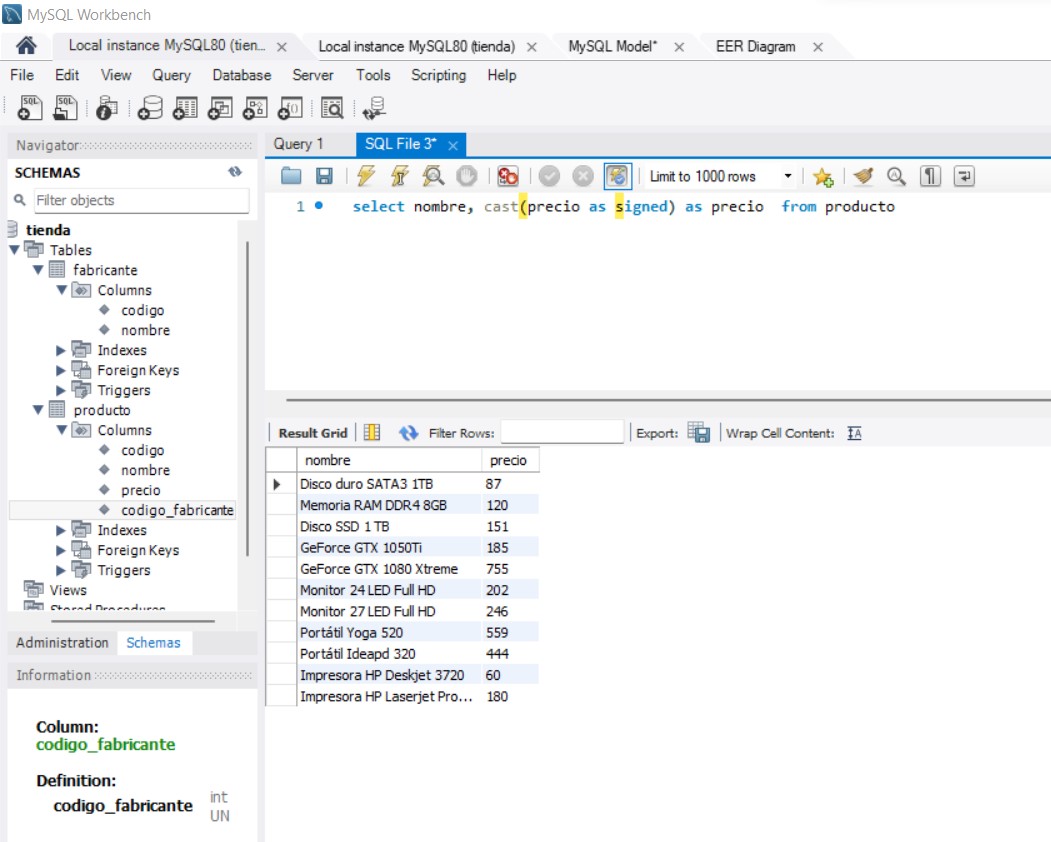 MySQL Workbench
Local instance MySQL80 (tien... × Local instance MySQL80 (tienda) × MySQL Model* × EER Diagram ×
File Edit View Query Database Server Tools Scripting Help
Navigator
SCHEMAS
Filter objects
tienda
Tables
fabricante
Columns
codigo
nombre
Indexes
Foreign Keys
Triggers
producto
Columns
codigo
nombre
precio
codigo_fabricante
Indexes
Foreign Keys
Triggers
Views
Stored Procedures
Administration Schemas
Information
Column:
codigo_fabricante
Definition:
codigo_fabricante int
UN
Query 1 SQL File 3* ×
Limit to 1000 rows
1 select nombre, cast(precio as signed) as precio from producto
Result Grid Filter Rows: Export: Wrap Cell Content:
nombre precio
Disco duro SATA3 1TB 87
Memoria RAM DDR4 8GB 120
Disco SSD 1 TB 151
GeForce GTX 1050Ti 185
GeForce GTX 1080 Xtreme 755
Monitor 24 LED Full HD 202
Monitor 27 LED Full HD 246
Portátil Yoga 520 559
Portátil Ideapd 320 444
Impresora HP Deskjet 3720 60
Impresora HP Laserjet Pro... 180